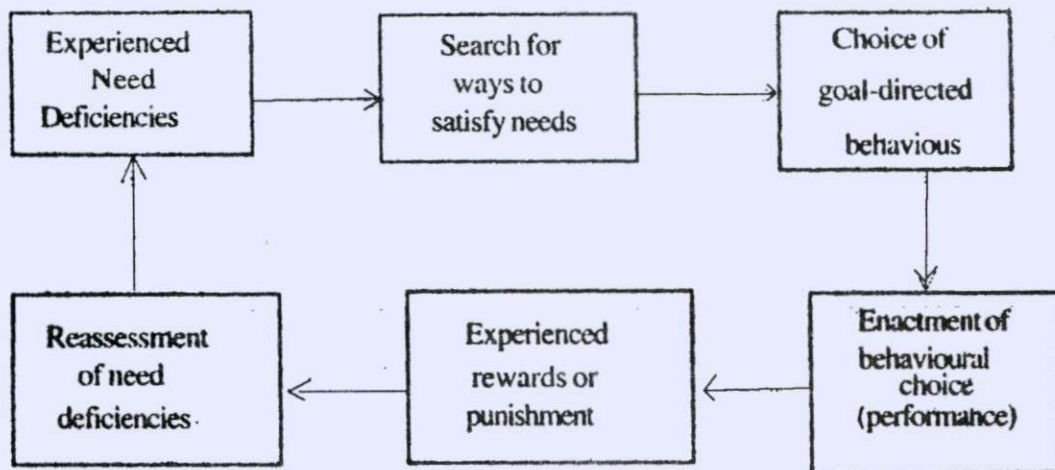 Experienced
Need
Deficiencies
Search for
ways to
satisfy needs
Choice of
goal-directed
behavious
Enactment of
behavioural
choice
(performance)
Experienced
rewards or
punishment
Reassessment
of need
deficiencies.